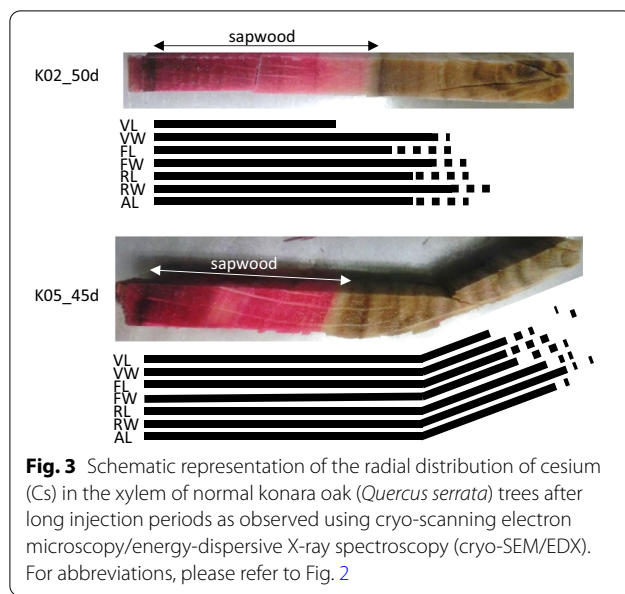 sapwood
K02_50d
VL
VW
FL
FW
RL
RW
AL
sapwood
K05_45d
VL
VW
FL
FW
RL
RW
AL
Fig. 3 Schematic representation of the radial distribution of cesium
(Cs) in the xylem of normal konara oak (Quercus serrata) trees after
long injection periods as observed using cryo-scanning electron
microscopy/energy-dispersive X-ray spectroscopy (cryo-SEM/EDX).
For abbreviations, please refer to Fig. 2